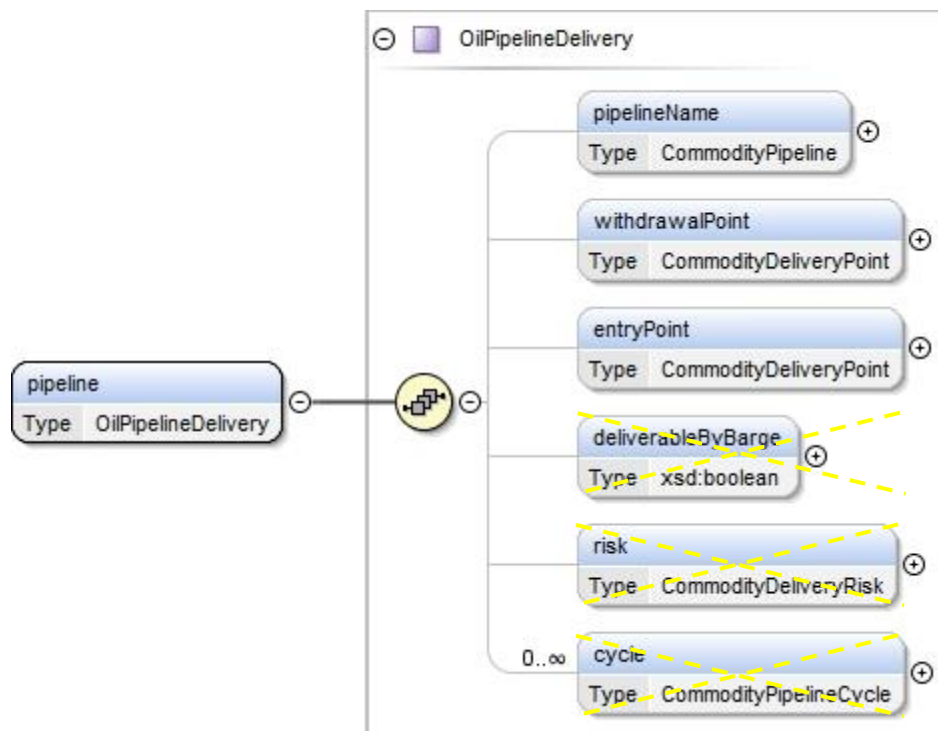 OilPipelineDelivery
pipelineName
Type CommodityPipeline
withdrawalPoint
Type CommodityDeliveryPoint
entryPoint
Type CommodityDeliveryPoint
pipeline
Type OilPipelineDelivery
deliverableByBarge
Type xsd:boolean
risk
Type CommodityDeliveryRisk
0..∞ cycle
Type CommodityPipelineCycle